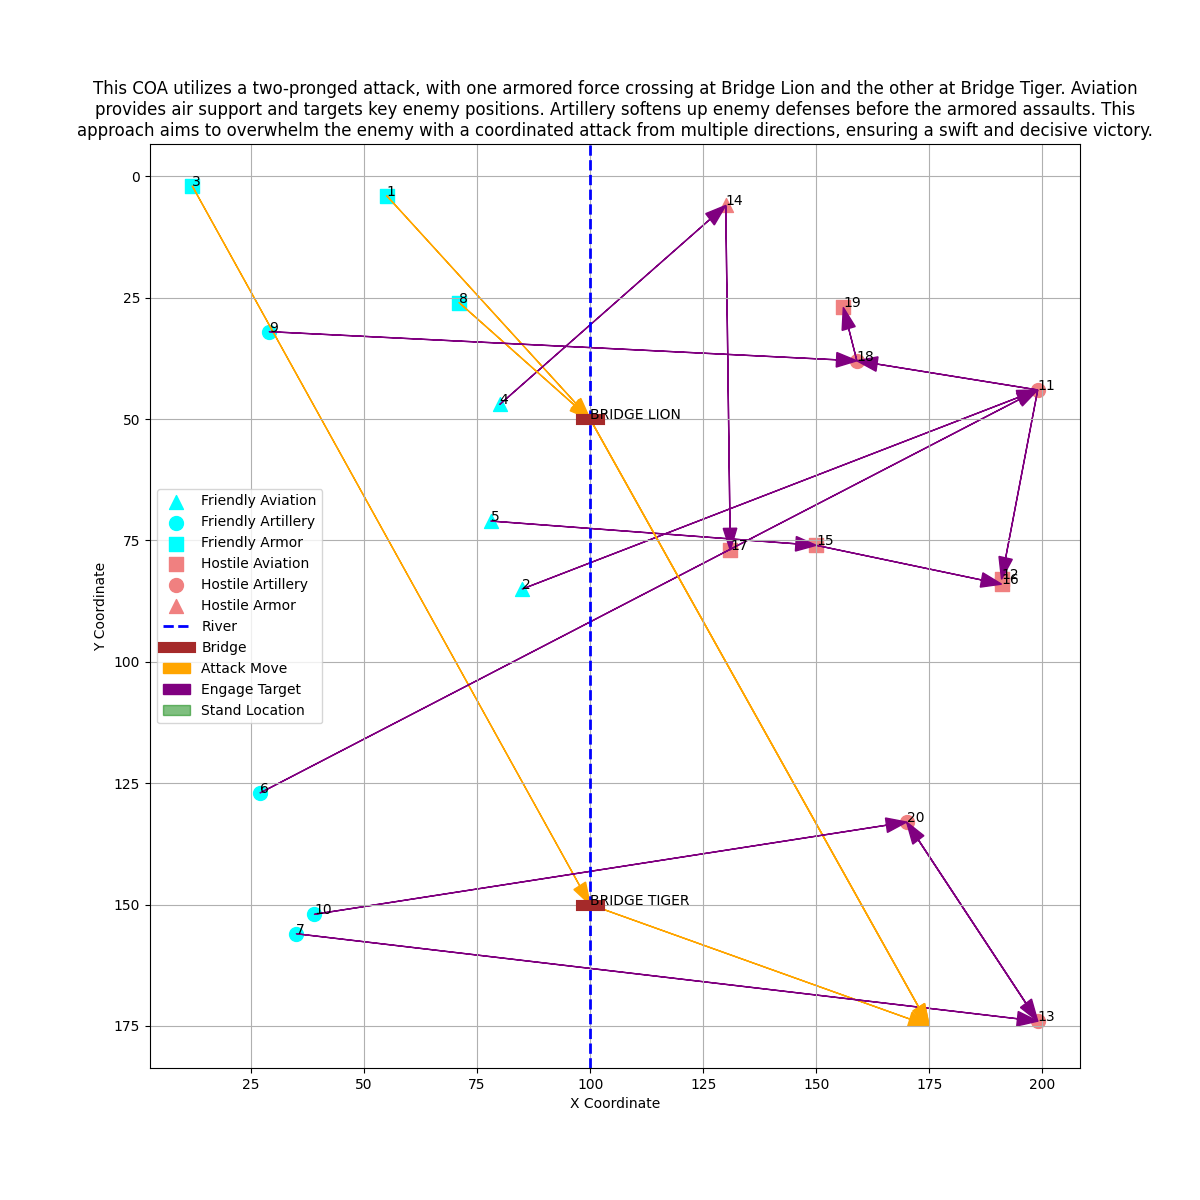 This COA utilizes a two-pronged attack, with one armored force crossing at Bridge Lion and the other at Bridge Tiger. Aviation
provides air support and targets key enemy positions. Artillery softens up enemy defenses before the armored assaults. This
approach aims to overwhelm the enemy with a coordinated attack from multiple directions, ensuring a swift and decisive victory.
0
3
1
14
25
8
19
9
18
11
4
50
BRIDGE LION
Friendly Aviation
Friendly Artillery
Friendly Armor
Hostile Aviation
Hostile Artillery
Hostile Armor
River
Bridge
Attack Move
Engage Target
Stand Location
5
75
15
17
12
16
2
Y Coordinate
100
125
6
20
150
BRIDGE TIGER
10
7
13
175
25
50
75
100
125
150
175
200
X Coordinate